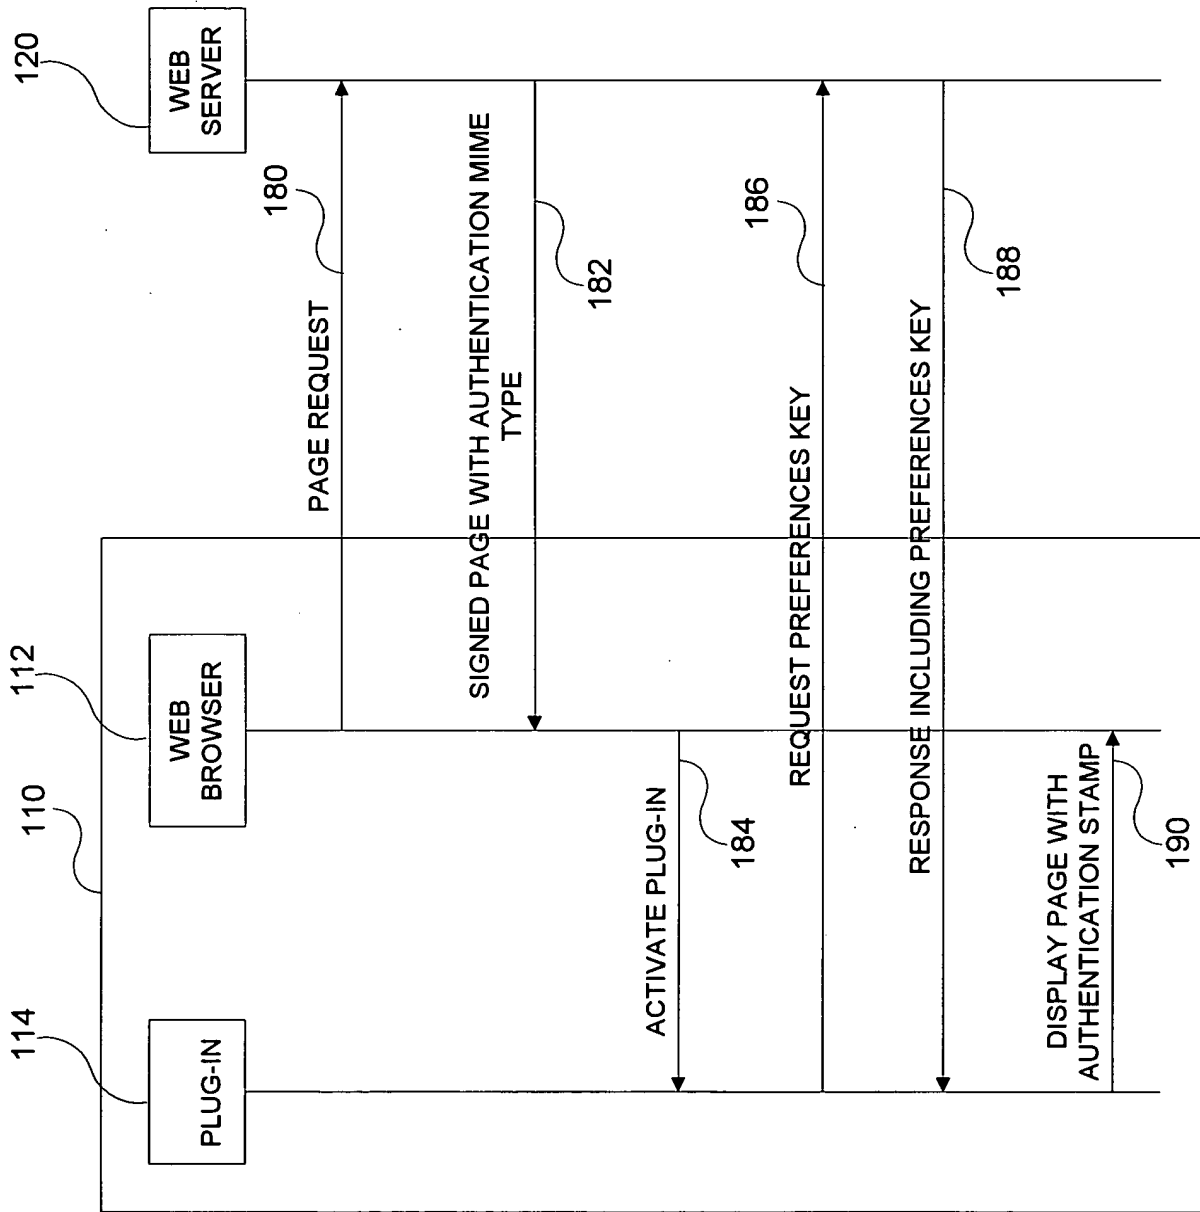 110
114
PLUG-IN
112
WEB
BROWSER
120
WEB
SERVER
PAGE REQUEST
180
SIGNED PAGE WITH AUTHENTICATION MIME
TYPE
182
ACTIVATE PLUG-IN
184
REQUEST PREFERENCES KEY
186
RESPONSE INCLUDING PREFERENCES KEY
188
DISPLAY PAGE WITH
AUTHENTICATION STAMP
190